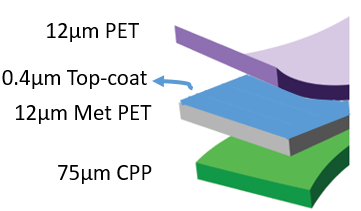 12µm PET
0.4µm Top-coat
12µm Met PET
75µm CPP